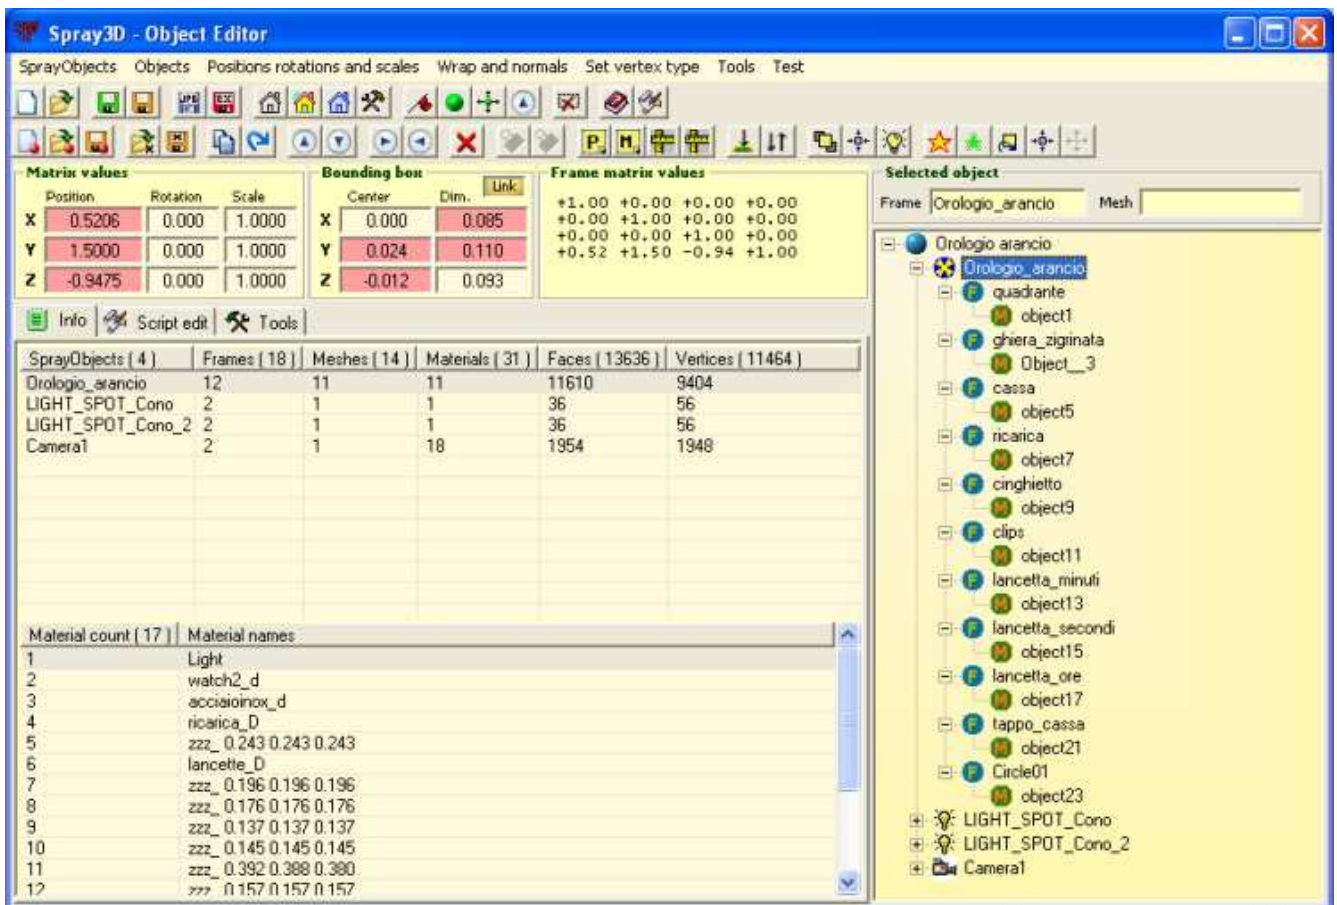 Spray3D - Object Editor
SprayObjects Objects Positions rotations and scales Wrap and normals Set vertex type Tools Test
P. M.
Matrix values
Position Rotation Scale
X 0.5206 0.000 1.0000
Y 1.5000 0.000 1.0000
Z -0.9475 0.000 1.0000
Bounding box
Center Dim. Link
X 0.000 0.085
Y 0.024 0.110
Z -0.012 0.093
Frame matrix values
+1.00 +0.00 +0.00 +0.00
+0.00 +1.00 +0.00 +0.00
+0.00 +0.00 +1.00 +0.00
+0.52 +1.50 -0.94 +1.00
Selected object
Frame Orologio_arancio Mesh
Info Script edit Tools
SprayObjects ( 4 ) Frames ( 18 ) Meshes ( 14 ) Materials ( 31 ) Faces ( 13636 ) Vertices ( 11464 )
Orologio_arancio 12 11 11 11610 9404
LIGHT_SPOT_Cono 2 1 1 36 56
LIGHT_SPOT_Cono_2 2 1 1 36 56
Camera1 2 1 18 1954 1948
Material count ( 17 ) Material names
1 Light
2 watch2_d
3 acciaioinox_d
4 ricarica_D
5 zzz_ 0.243 0.243 0.243
6 lancette_D
7 zzz_ 0.196 0.196 0.196
8 zzz_ 0.176 0.176 0.176
9 zzz_ 0.137 0.137 0.137
10 zzz_ 0.145 0.145 0.145
11 zzz_ 0.392 0.388 0.380
12 zzz_ 0.157 0.157 0.157
Orologio arancio
Orologio_arancio
F quadrante
M object1
F ghiera_zigrinata
M Object__3
F cassa
M object5
F ricarica
M object7
F cinghietto
M object9
F clips
M object11
F lancetta_minuti
M object13
F lancetta_secondi
M object15
F lancetta_ore
M object17
F tappo_cassa
M object21
F Circle01
M object23
LIGHT_SPOT_Cono
LIGHT_SPOT_Cono_2
Camera1